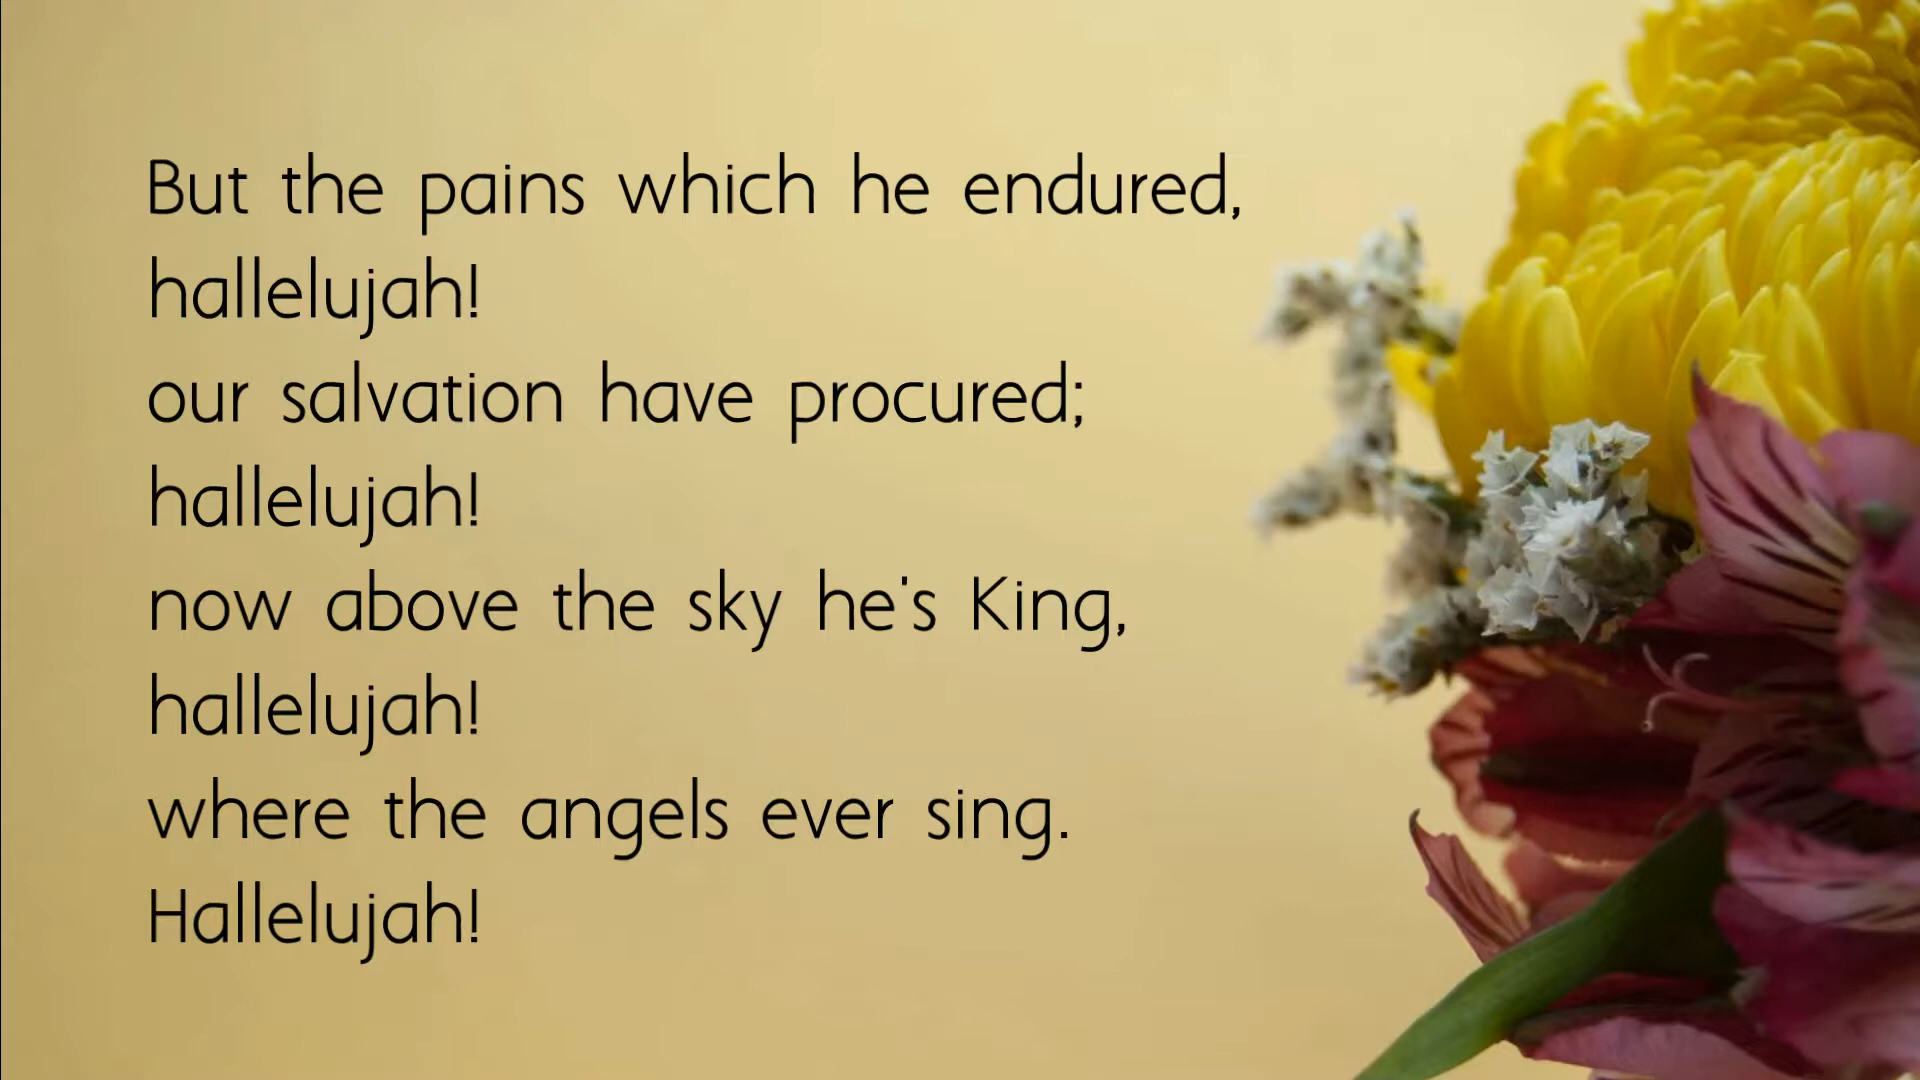 But the pains which he endured,
hallelujah!
our salvation have procured;
hallelujah!
now above the sky he's King,
hallelujah!
where the angels ever sing.
Hallelujah!